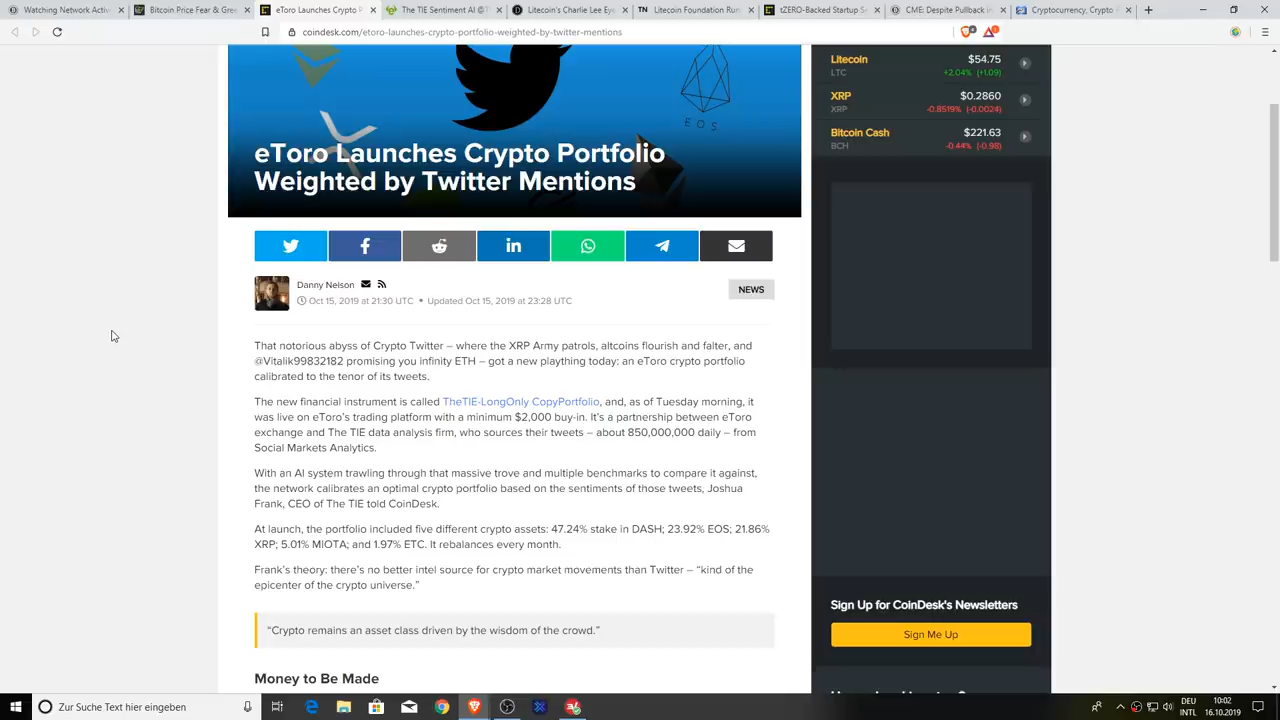 Watching Network Activ
Bitcoin Price Fear & Gree
eToro Launches Crypto P
The TIE Sentiment AI @Th
Litecoin's Charlie Lee Eye
TN Litecoin Foundation Rum
tZERO-Backed Startup Se
CME: Despite Pullback in
Cryptocurrency, Crypto P
coindesk.com/etoro-launches-crypto-portfolio-weighted-by-twitter-mentions
EOS
eToro Launches Crypto Portfolio
Weighted by Twitter Mentions
Danny Nelson
Oct 15, 2019 at 21:30 UTC • Updated Oct 15, 2019 at 23:28 UTC
NEWS
That notorious abyss of Crypto Twitter – where the XRP Army patrols, altcoins flourish and falter, and
@Vitalik99832182 promising you infinity ETH – got a new plaything today: an eToro crypto portfolio
calibrated to the tenor of its tweets.
The new financial instrument is called TheTIE-LongOnly CopyPortfolio, and, as of Tuesday morning, it
was live on eToro's trading platform with a minimum $2,000 buy-in. It's a partnership between eToro
exchange and The TIE data analysis firm, who sources their tweets – about 850,000,000 daily – from
Social Markets Analytics.
With an AI system trawling through that massive trove and multiple benchmarks to compare it against,
the network calibrates an optimal crypto portfolio based on the sentiments of those tweets, Joshua
Frank, CEO of The TIE told CoinDesk.
At launch, the portfolio included five different crypto assets: 47.24% stake in DASH; 23.92% EOS; 21.86%
XRP; 5.01% MIOTA; and 1.97% ETC. It rebalances every month.
Frank's theory: there's no better intel source for crypto market movements than Twitter – “kind of the
epicenter of the crypto universe.”
“Crypto remains an asset class driven by the wisdom of the crowd.”
Money to Be Made
Litecoin $54.75
LTC +2.04% (+1.09)
XRP $0.2860
XRP -0.8519% (-0.0024)
Bitcoin Cash $221.63
BCH -0.44% (-0.98)
Sign Up for CoinDesk's Newsletters
Sign Me Up
Zur Suche Text hier eingeben
DEU
INTL
10:02
16.10.2019